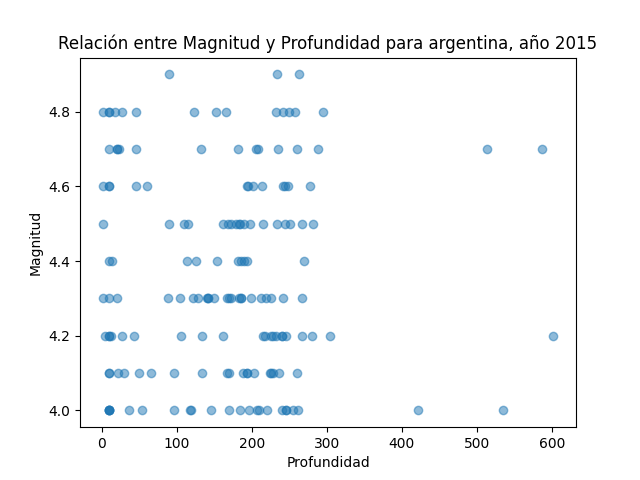 Relación entre Magnitud y Profundidad para argentina, año 2015
Magnitud
4.8
4.6
4.4
4.2
4.0
0 100 200 300 400 500 600
Profundidad